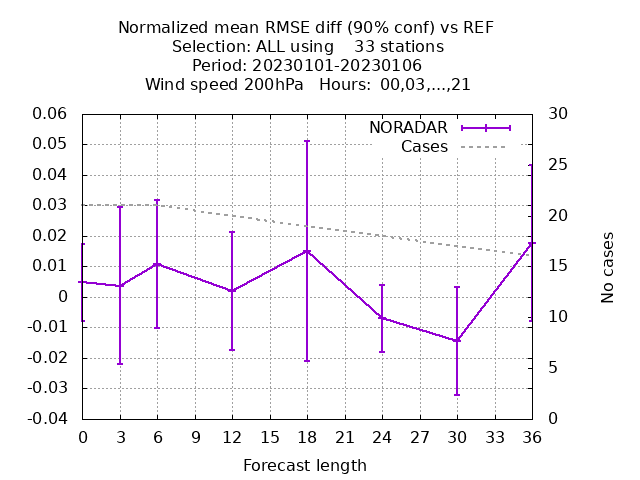 Normalized mean RMSE diff (90% conf) vs REF
Selection: ALL using    33 stations
Period: 20230101-20230106
Wind speed 200hPa   Hours:  00,03,...,21
NORADAR
Cases
0.06
0.05
0.04
0.03
0.02
0.01
0
-0.01
-0.02
-0.03
-0.04
30
25
20
15
10
5
0
No cases
0 3 6 9 12 15 18 21 24 27 30 33 36
Forecast length